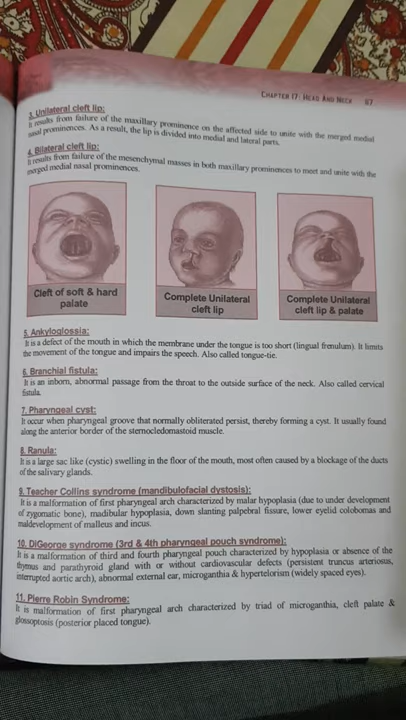 CHAPTER 17: HEAD AND NECK 87
3. Unilateral cleft lip:
It results from failure of the maxillary prominence on the affected side to unite with the merged medial
nasal prominences. As a result, the lip is divided into medial and lateral parts.
4. Bilateral cleft lip:
It results from failure of the mesenchymal masses in both maxillary prominences to meet and unite with the
merged medial nasal prominences.
Cleft of soft & hard
palate
Complete Unilateral
cleft lip
Complete Unilateral
cleft lip & palate
5. Ankyloglossia:
It is a defect of the mouth in which the membrane under the tongue is too short (lingual frenulum). It limits
the movement of the tongue and impairs the speech. Also called tongue-tie.
6. Branchial fistula:
It is an inborn, abnormal passage from the throat to the outside surface of the neck. Also called cervical
fistula.
7. Pharyngeal cyst:
It occur when pharyngeal groove that normally obliterated persist, thereby forming a cyst. It usually found
along the anterior border of the sternocledomastoid muscle.
8. Ranula:
It is a large sac like (cystic) swelling in the floor of the mouth, most often caused by a blockage of the ducts
of the salivary glands.
9. Teacher Collins syndrome (mandibulofacial dystosis):
It is a malformation of first pharyngeal arch characterized by malar hypoplasia (due to under development
of zygomatic bone), madibular hypoplasia, down slanting palpebral fissure, lower eyelid colobomas and
maldevelopment of malleus and incus.
10. DiGeorge syndrome (3rd & 4th pharyngeal pouch syndrome):
It is a malformation of third and fourth pharyngeal pouch characterized by hypoplasia or absence of the
thymus and parathyroid gland with or without cardiovascular defects (persistent truncus arteriosus,
interrupted aortic arch), abnormal external ear, microganthia & hypertelorism (widely spaced eyes).
11. Pierre Robin Syndrome:
It is malformation of first pharyngeal arch characterized by triad of microganthia, cleft palate &
glossoptosis (posterior placed tongue).